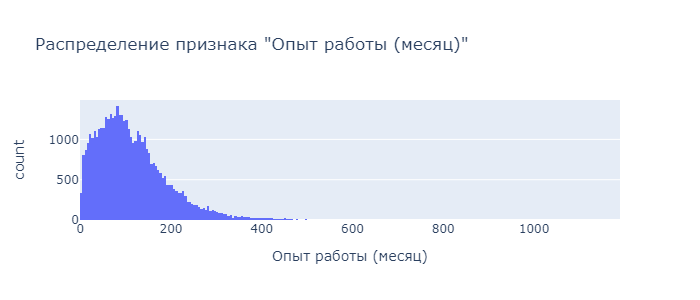 Распределение признака "Опыт работы (месяц)"
count
1000
500
0
0 200 400 600 800 1000
Опыт работы (месяц)